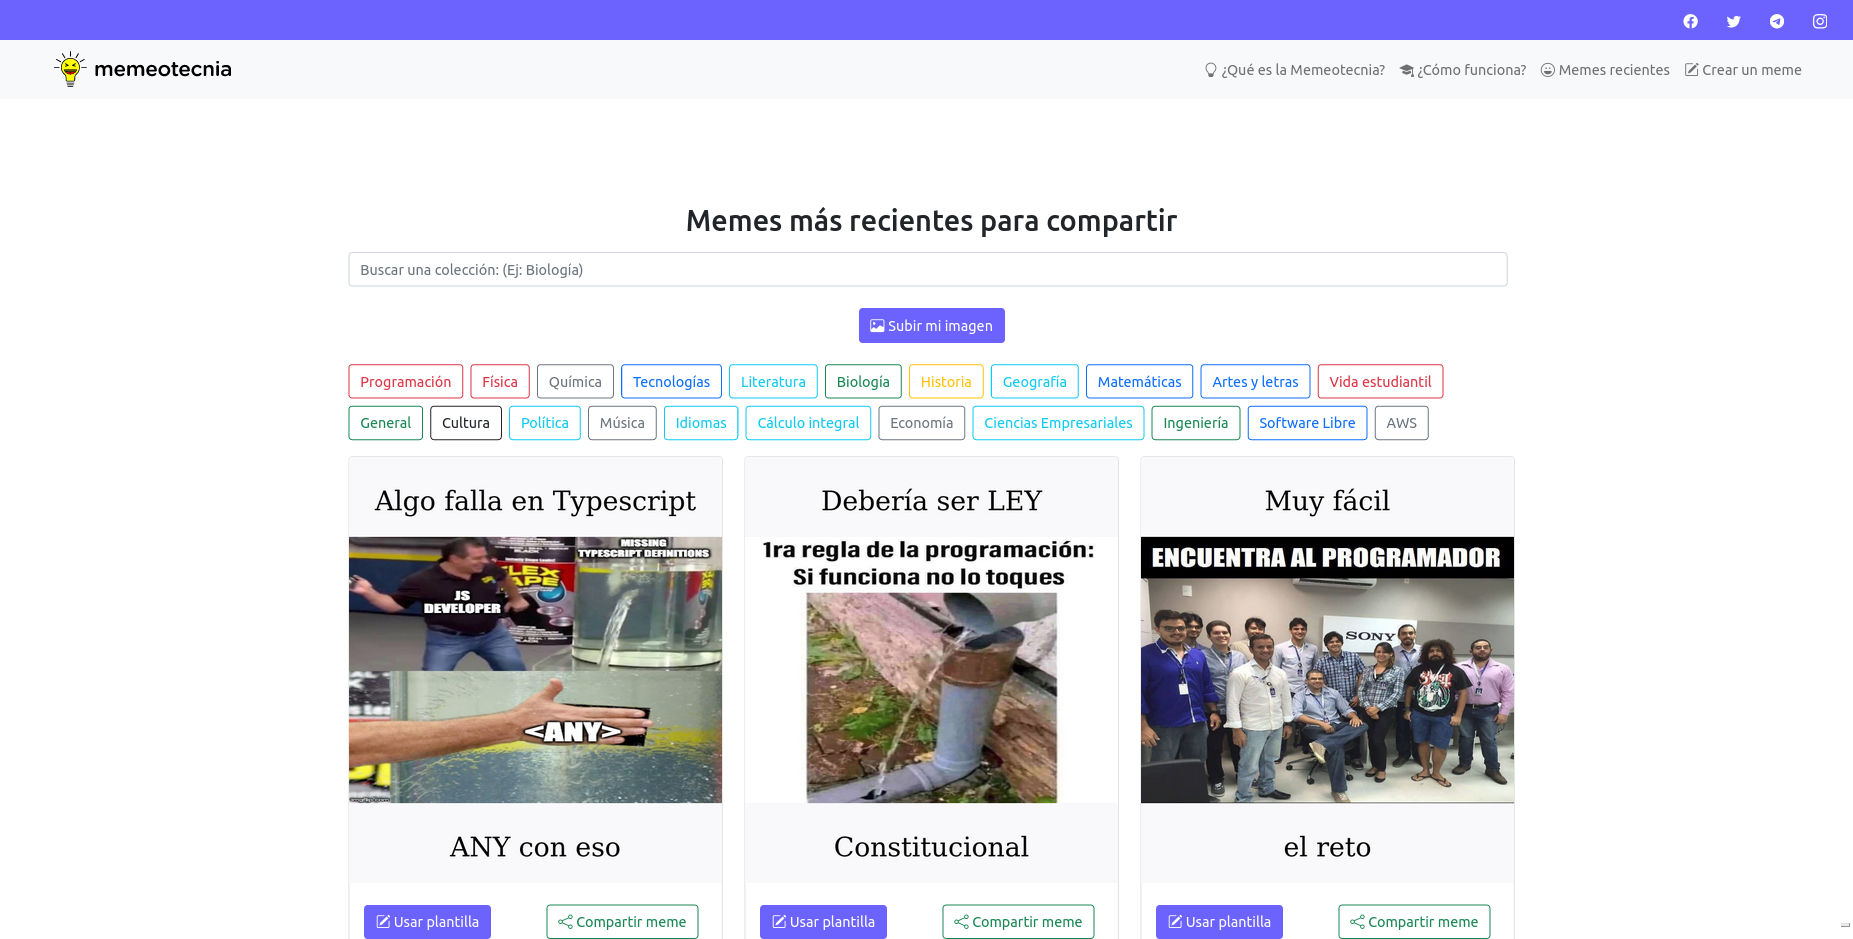 memeotecnia
¿Qué es la Memeotecnia?
¿Cómo funciona?
Memes recientes
Crear un meme
Memes más recientes para compartir
Buscar una colección: (Ej: Biología)
Subir mi imagen
Programación
Física
Química
Tecnologías
Literatura
Biología
Historia
Geografía
Matemáticas
Artes y letras
Vida estudiantil
General
Cultura
Política
Música
Idiomas
Cálculo integral
Economía
Ciencias Empresariales
Ingeniería
Software Libre
AWS
Algo falla en Typescript
MISSING
TYPESCRIPT DEFINITIONS
JS
DEVELOPER
<ANY>
ANY con eso
Usar plantilla
Compartir meme
Debería ser LEY
1ra regla de la programación:
Si funciona no lo toques
Constitucional
Usar plantilla
Compartir meme
Muy fácil
ENCUENTRA AL PROGRAMADOR
SONY
el reto
Usar plantilla
Compartir meme